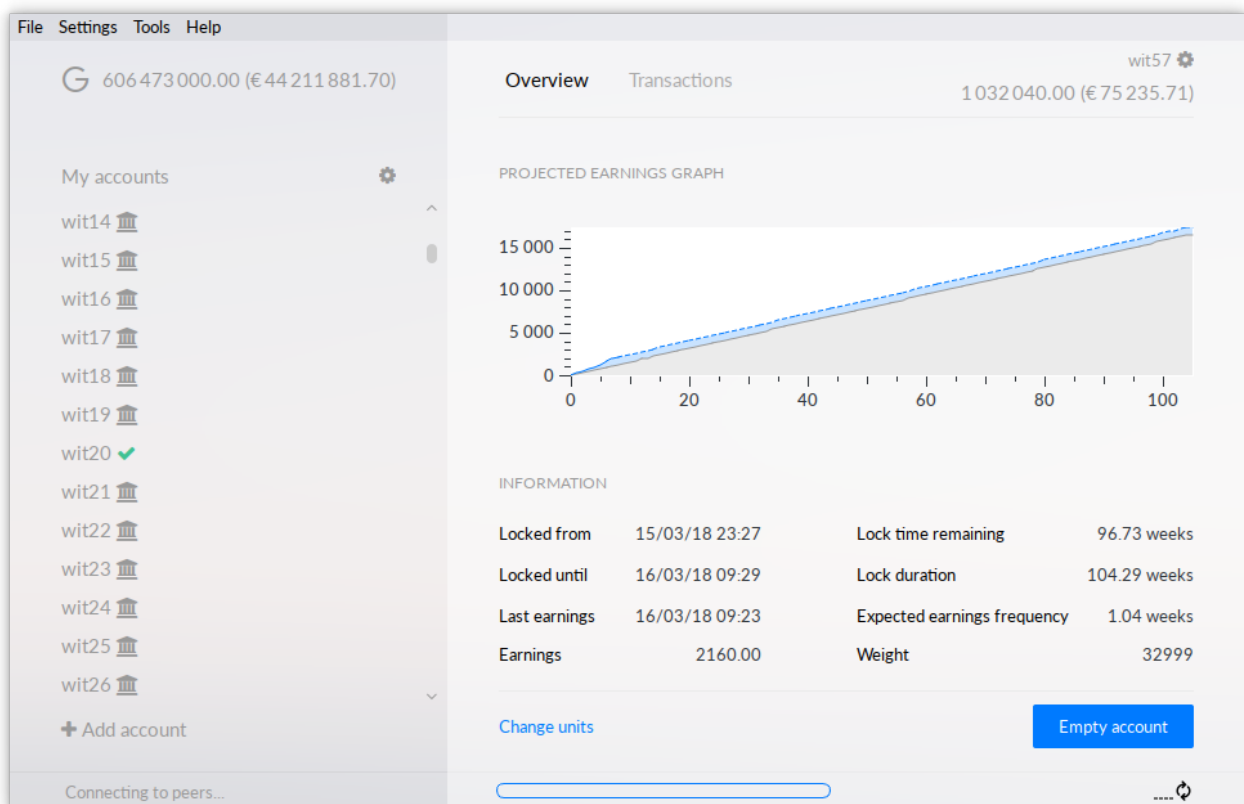 File Settings Tools Help
606 473 000.00 (€ 44 211 881.70)
Overview Transactions
wit57
1 032 040.00 (€ 75 235.71)
My accounts
wit14
wit15
wit16
wit17
wit18
wit19
wit20
wit21
wit22
wit23
wit24
wit25
wit26
Add account
Connecting to peers...
PROJECTED EARNINGS GRAPH
15 000
10 000
5 000
0
0 20 40 60 80 100
INFORMATION
Locked from 15/03/18 23:27 Lock time remaining 96.73 weeks
Locked until 16/03/18 09:29 Lock duration 104.29 weeks
Last earnings 16/03/18 09:23 Expected earnings frequency 1.04 weeks
Earnings 2160.00 Weight 32999
Change units Empty account